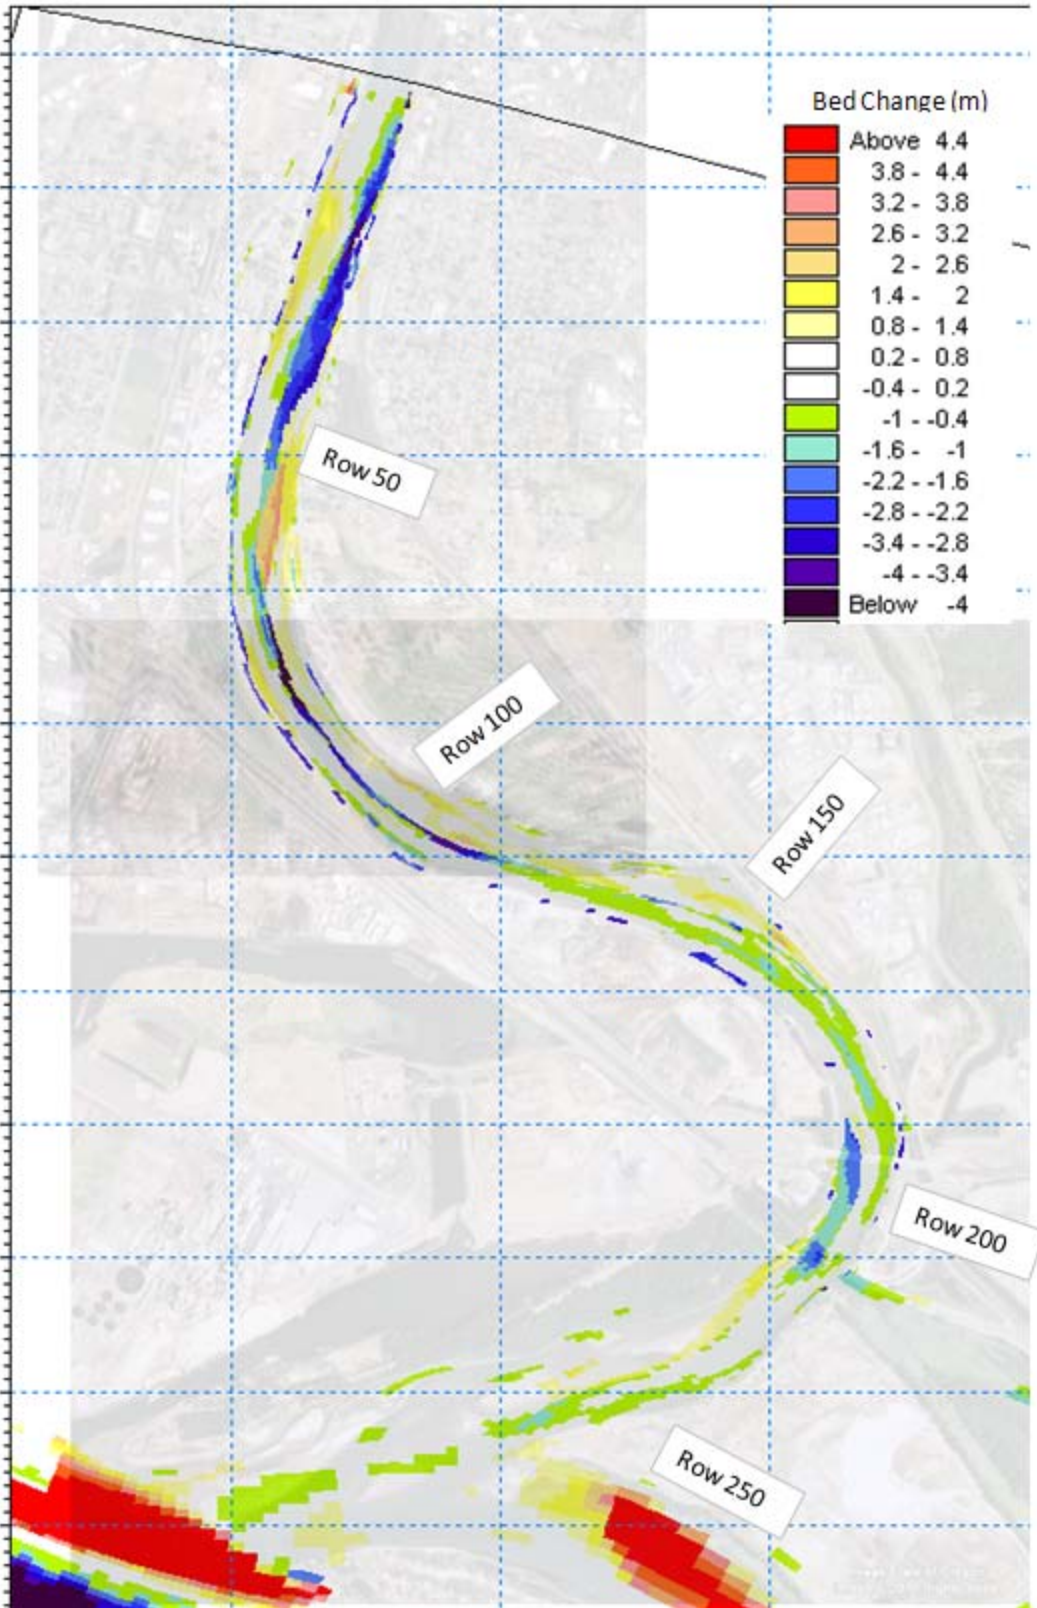 Bed Change (m)
Above 4.4
3.8 - 4.4
3.2 - 3.8
2.6 - 3.2
2 - 2.6
1.4 - 2
0.8 - 1.4
0.2 - 0.8
-0.4 - 0.2
-1 - -0.4
-1.6 - -1
-2.2 - -1.6
-2.8 - -2.2
-3.4 - -2.8
-4 - -3.4
Below -4
Row 50
Row 100
Row 150
Row 200
Row 250